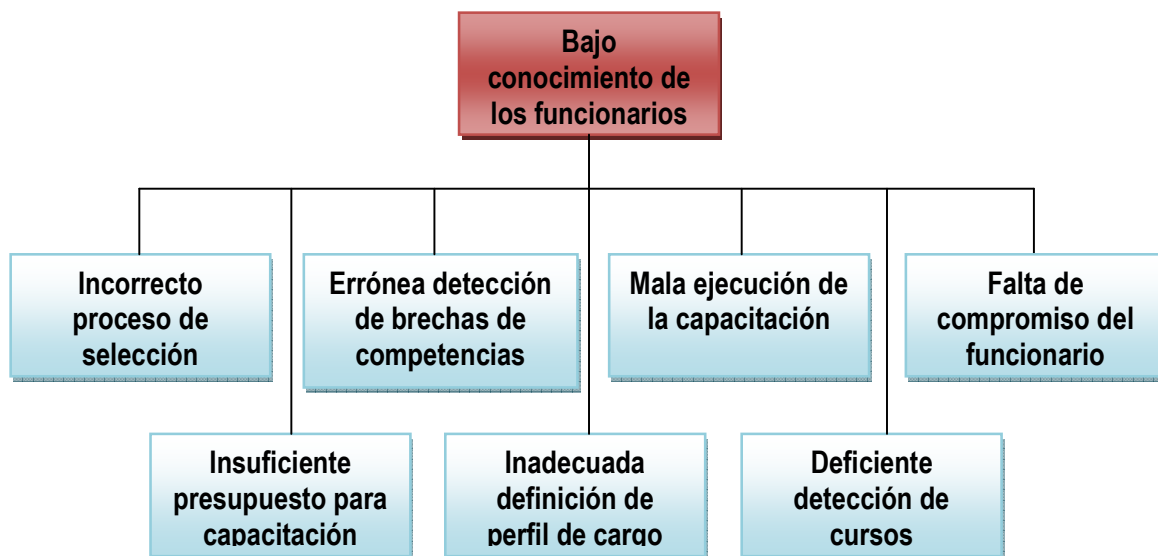 Bajo
conocimiento de
los funcionarios
Incorrecto
proceso de
selección
Errónea detección
de brechas de
competencias
Mala ejecución de
la capacitación
Falta de
compromiso del
funcionario
Insuficiente
presupuesto para
capacitación
Inadecuada
definición de
perfil de cargo
Deficiente
detección de
cursos